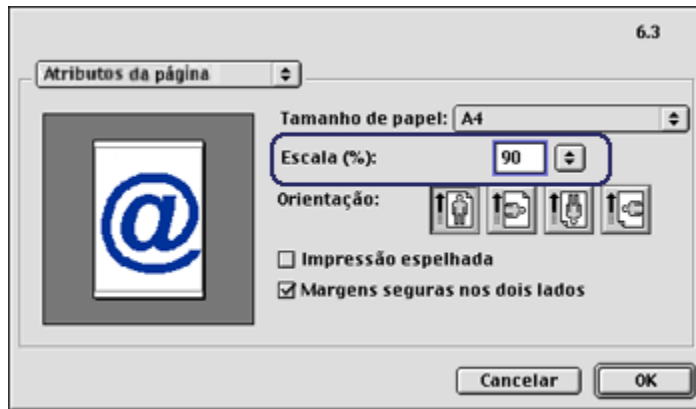 6.3
Atributos da página
Tamanho de papel: A4
Escala (%): 90
Orientação:
Impressão espelhada
Margens seguras nos dois lados
@
Cancelar OK